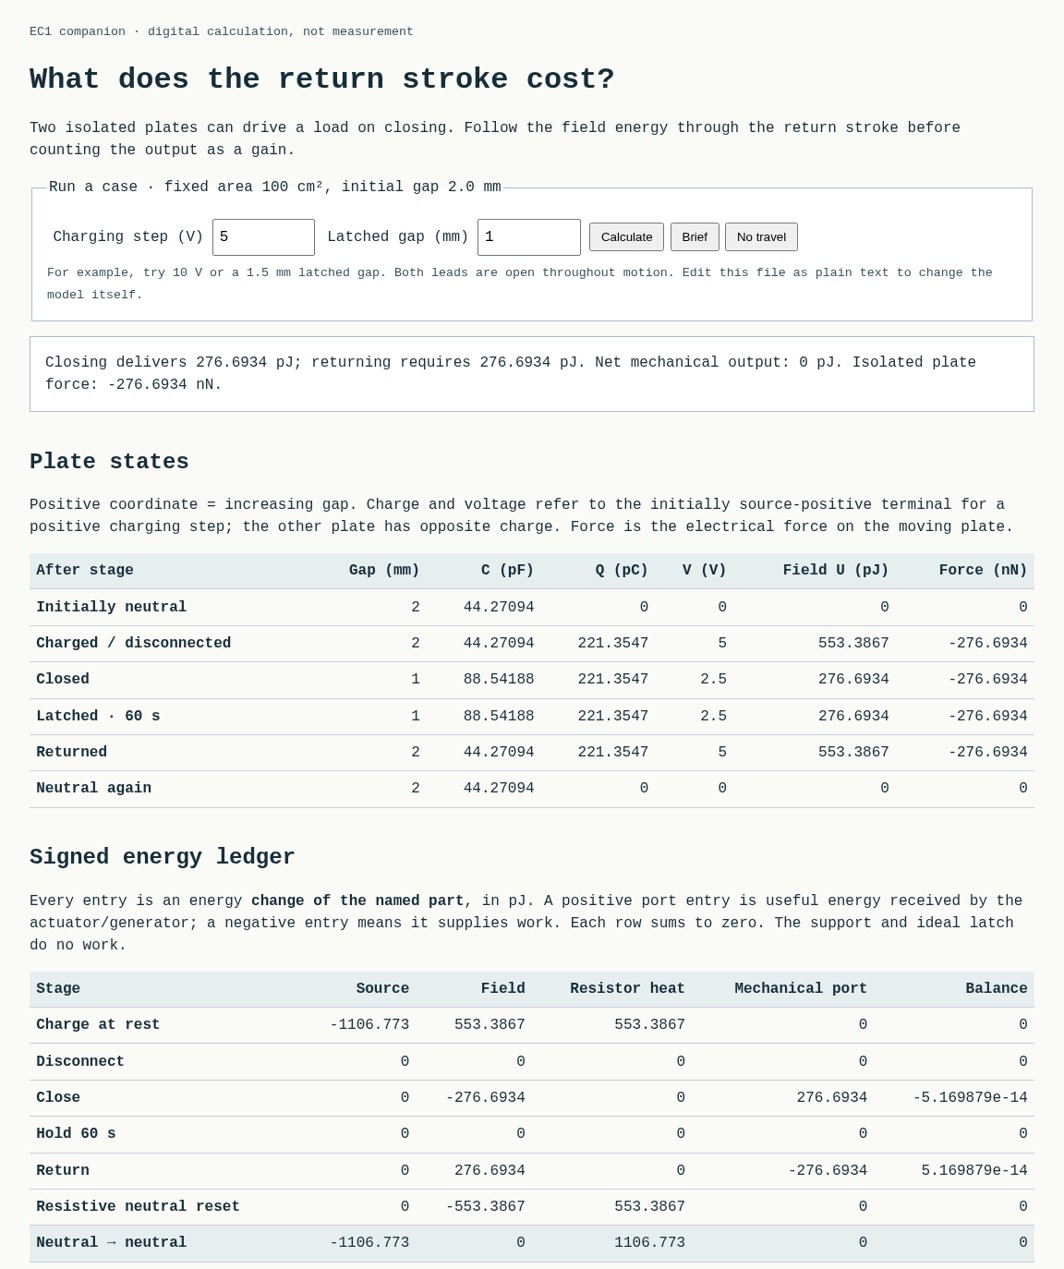 EC1 companion · digital calculation, not measurement
What does the return stroke cost?
Two isolated plates can drive a load on closing. Follow the field energy through the return stroke before
counting the output as a gain.
Run a case · fixed area 100 cm², initial gap 2.0 mm
Charging step (V) 5 Latched gap (mm) 1 Calculate Brief No travel
For example, try 10 V or a 1.5 mm latched gap. Both leads are open throughout motion. Edit this file as plain text to change the
model itself.
Closing delivers 276.6934 pJ; returning requires 276.6934 pJ. Net mechanical output: 0 pJ. Isolated plate
force: -276.6934 nN.
Plate states
Positive coordinate = increasing gap. Charge and voltage refer to the initially source-positive terminal for a
positive charging step; the other plate has opposite charge. Force is the electrical force on the moving plate.
After stage Gap (mm) C (pF) Q (pC) V (V) Field U (pJ) Force (nN)
Initially neutral 2 44.27094 0 0 0 0
Charged / disconnected 2 44.27094 221.3547 5 553.3867 -276.6934
Closed 1 88.54188 221.3547 2.5 276.6934 -276.6934
Latched · 60 s 1 88.54188 221.3547 2.5 276.6934 -276.6934
Returned 2 44.27094 221.3547 5 553.3867 -276.6934
Neutral again 2 44.27094 0 0 0 0
Signed energy ledger
Every entry is an energy change of the named part, in pJ. A positive port entry is useful energy received by the
actuator/generator; a negative entry means it supplies work. Each row sums to zero. The support and ideal latch
do no work.
Stage Source Field Resistor heat Mechanical port Balance
Charge at rest -1106.773 553.3867 553.3867 0 0
Disconnect 0 0 0 0 0
Close 0 -276.6934 0 276.6934 -5.169879e-14
Hold 60 s 0 0 0 0 0
Return 0 276.6934 0 -276.6934 5.169879e-14
Resistive neutral reset 0 -553.3867 553.3867 0 0
Neutral → neutral -1106.773 0 1106.773 0 0